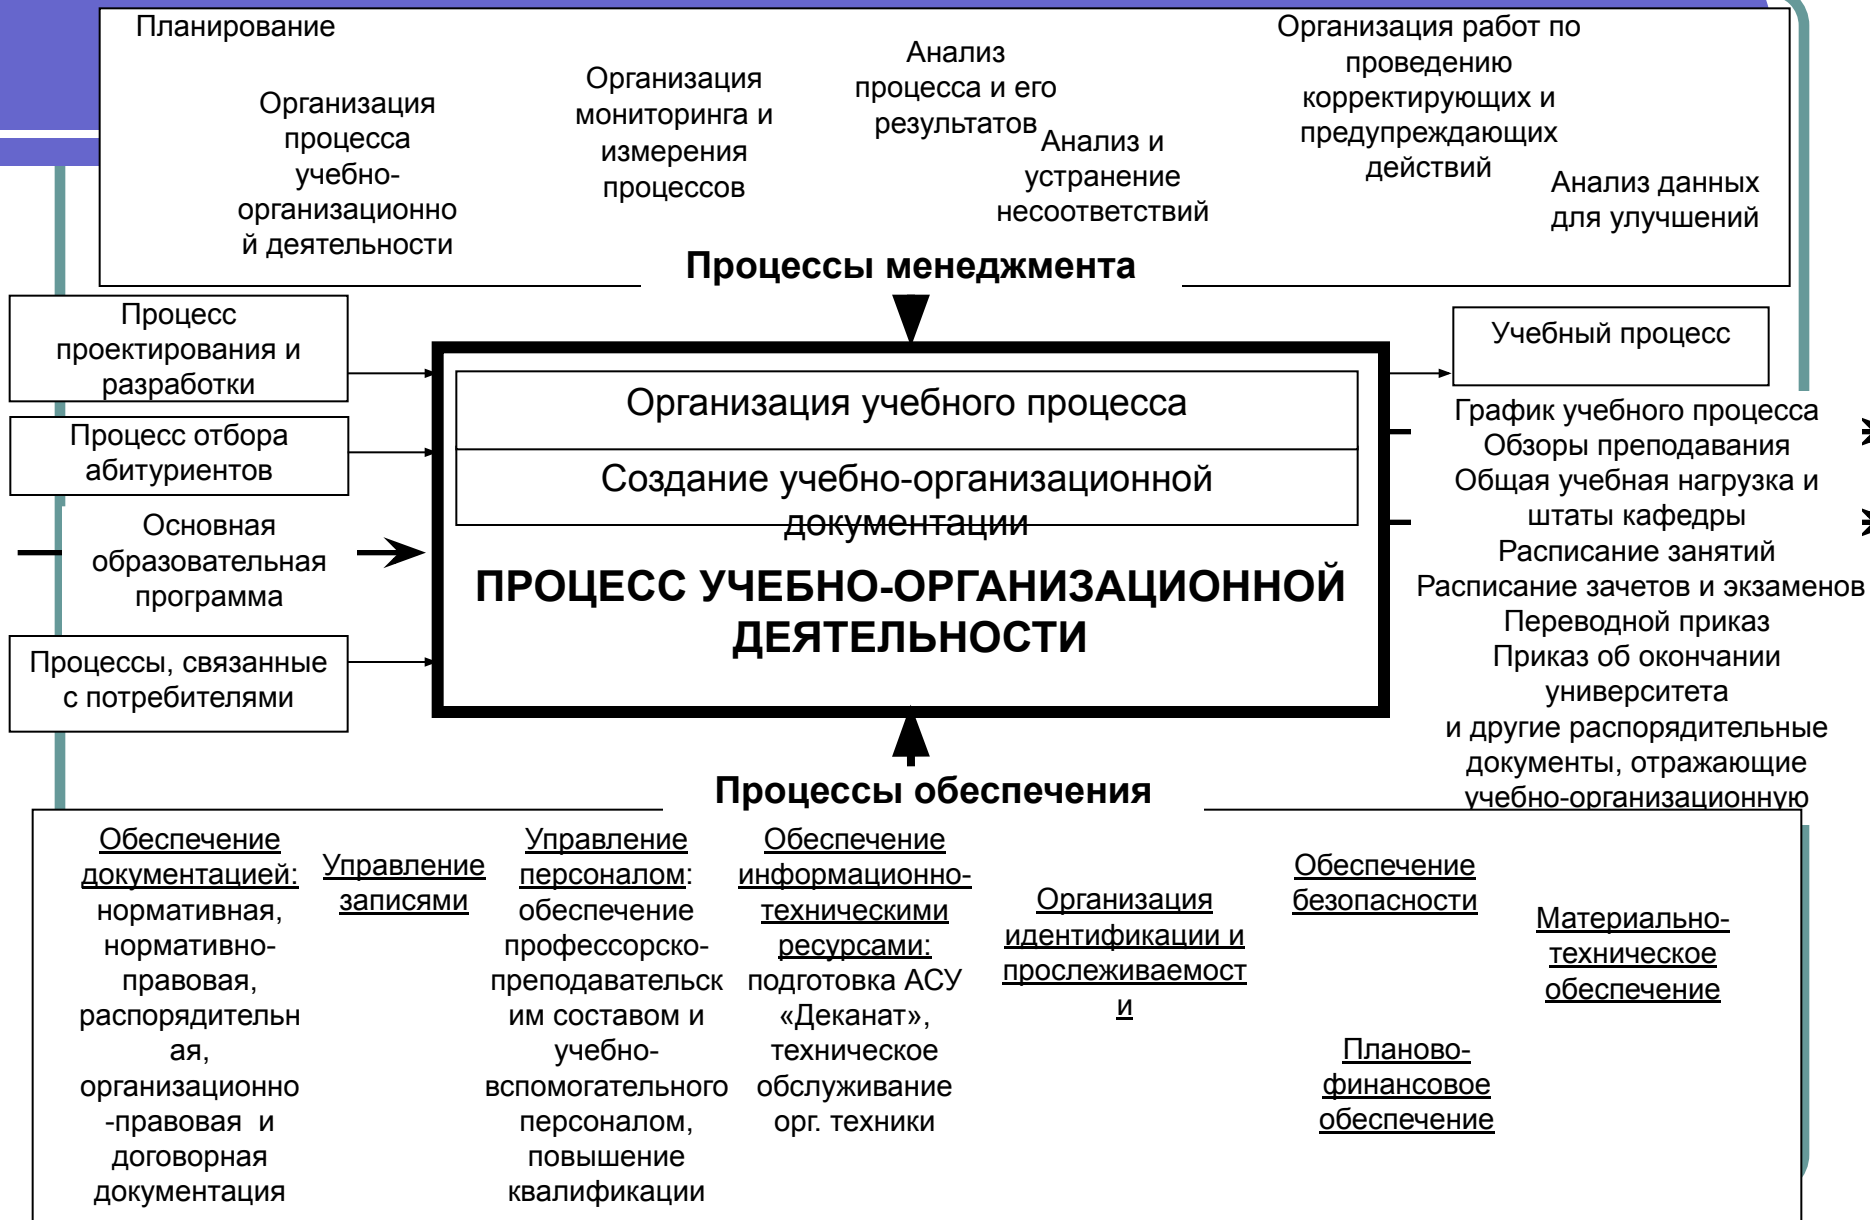 Планирование
Организация
процесса
учебно-
организационно
й деятельности
Организация
мониторинга и
измерения
процессов
Анализ
процесса и его
результатов
Анализ и
устранение
несоответствий
Организация работ по
проведению
корректирующих и
предупреждающих
действий
Анализ данных
для улучшений
Процессы менеджмента
Процесс
проектирования и
разработки
Процесс отбора
абитуриентов
Основная
образовательная
программа
Процессы, связанные
с потребителями
Организация учебного процесса
Создание учебно-организационной
документации
ПРОЦЕСС УЧЕБНО-ОРГАНИЗАЦИОННОЙ
ДЕЯТЕЛЬНОСТИ
Учебный процесс
График учебного процесса
Обзоры преподавания
Общая учебная нагрузка и
штаты кафедры
Расписание занятий
Расписание зачетов и экзаменов
Переводной приказ
Приказ об окончании
университета
и другие распорядительные
документы, отражающие
учебно-организационную
Процессы обеспечения
Обеспечение
документацией:
нормативная,
нормативно-
правовая,
распорядительн
ая,
организационно
-правовая и
договорная
документация
Управление
записями
Управление
персоналом:
обеспечение
профессорско-
преподавательск
им составом и
учебно-
вспомогательного
персоналом,
повышение
квалификации
Обеспечение
информационно-
техническими
ресурсами:
подготовка АСУ
«Деканат»,
техническое
обслуживание
орг. техники
Организация
идентификации и
прослеживаемост
и
Обеспечение
безопасности
Планово-
финансовое
обеспечение
Материально-
техническое
обеспечение